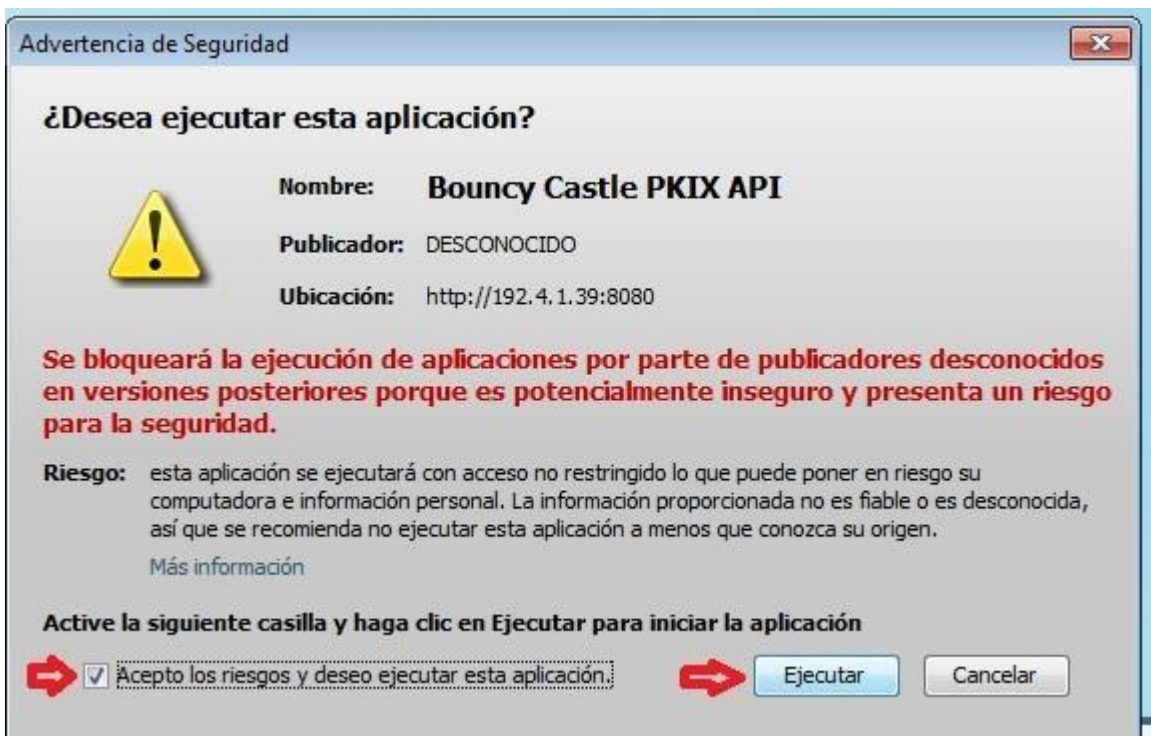 Advertencia de Seguridad
¿Desea ejecutar esta aplicación?
Nombre: Bouncy Castle PKIX API
Publicador: DESCONOCIDO
Ubicación: http://192.4.1.39:8080
Se bloqueará la ejecución de aplicaciones por parte de publicadores desconocidos
en versiones posteriores porque es potencialmente inseguro y presenta un riesgo
para la seguridad.
Riesgo: esta aplicación se ejecutará con acceso no restringido lo que puede poner en riesgo su
computadora e información personal. La información proporcionada no es fiable o es desconocida,
así que se recomienda no ejecutar esta aplicación a menos que conozca su origen.
Más información
Active la siguiente casilla y haga clic en Ejecutar para iniciar la aplicación
Acepto los riesgos y deseo ejecutar esta aplicación. Ejecutar Cancelar